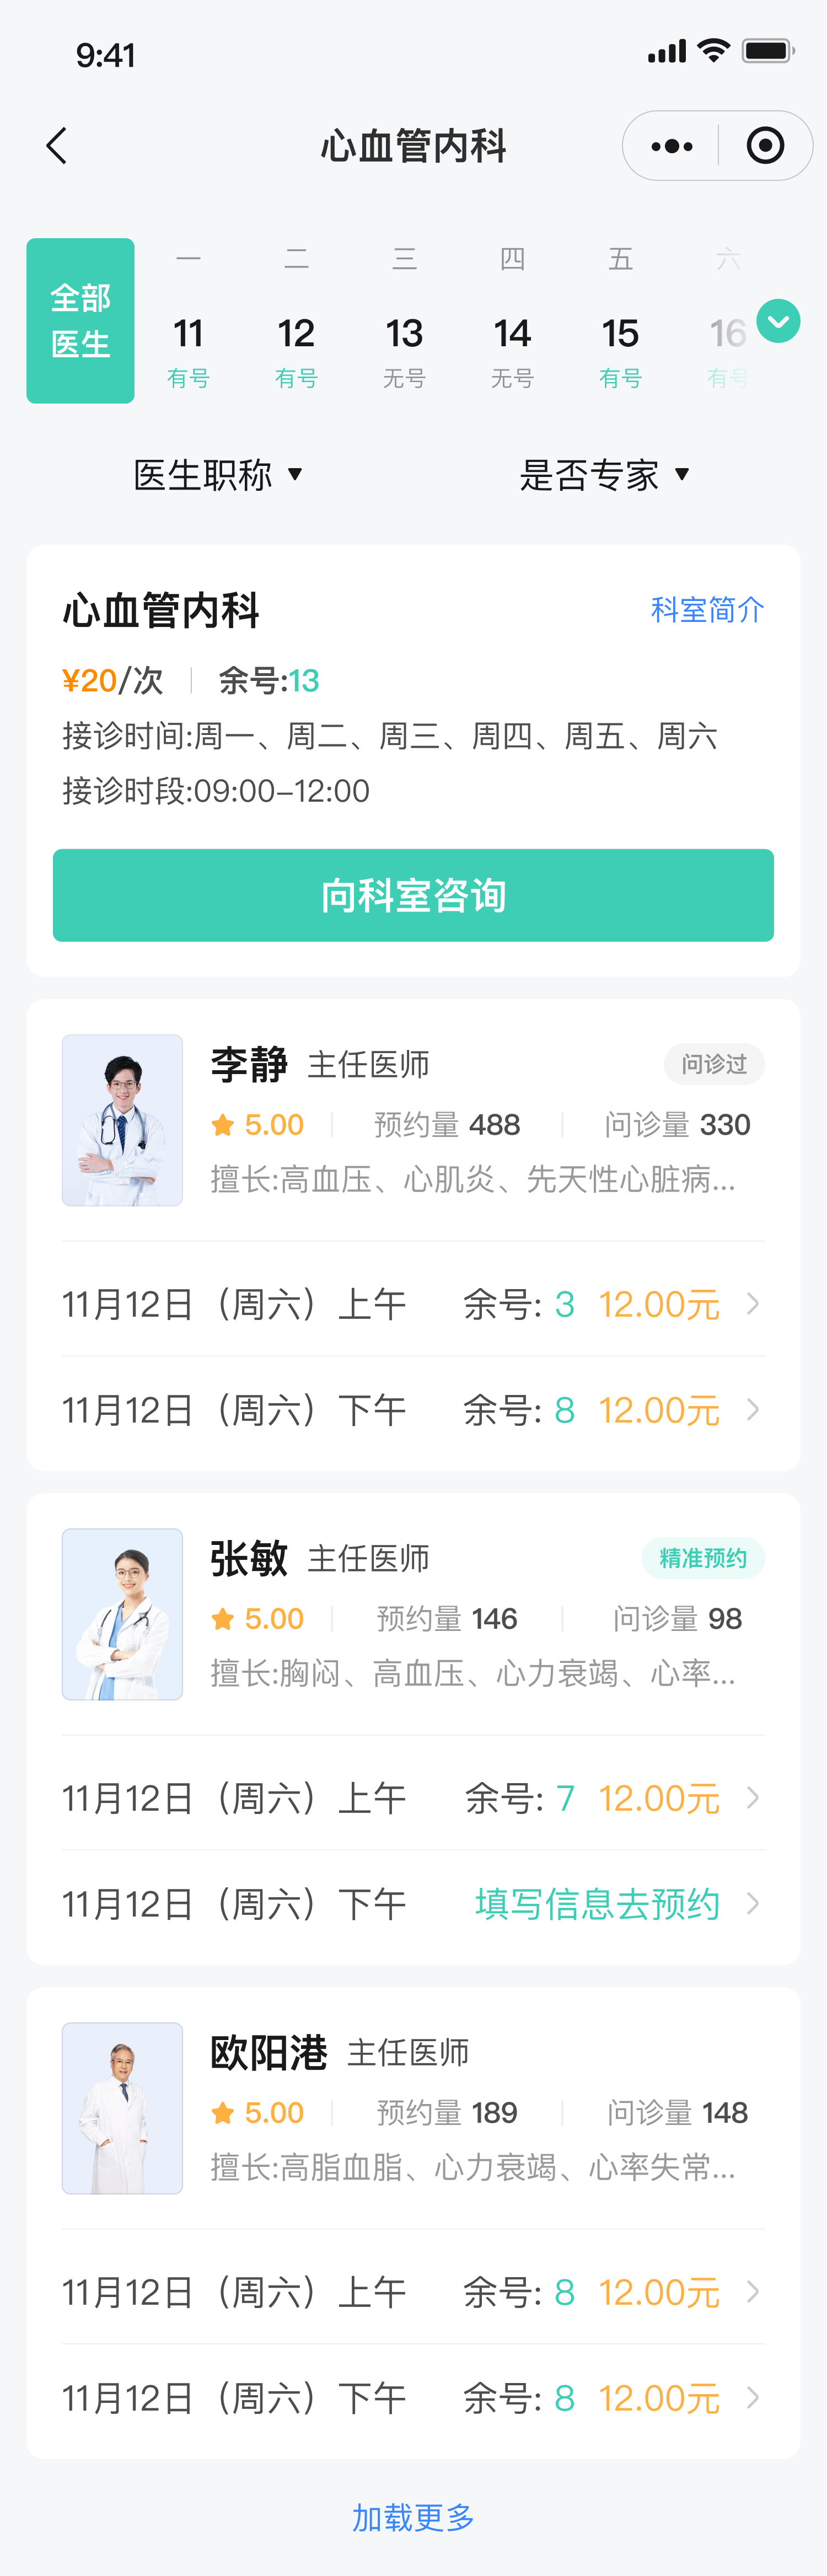 9:41
心血管内科
全部
医生
一 二 三 四 五 六
11 12 13 14 15 16
有号 有号 无号 无号 有号 有号
医生职称 是否专家
心血管内科 科室简介
¥20/次 余号:13
接诊时间:周一、周二、周三、周四、周五、周六
接诊时段:09:00–12:00
向科室咨询
李静 主任医师 问诊过
5.00 预约量 488 问诊量 330
擅长:高血压、心肌炎、先天性心脏病...
11月12日（周六）上午 余号: 3 12.00元
11月12日（周六）下午 余号: 8 12.00元
张敏 主任医师 精准预约
5.00 预约量 146 问诊量 98
擅长:胸闷、高血压、心力衰竭、心率...
11月12日（周六）上午 余号: 7 12.00元
11月12日（周六）下午 填写信息去预约
欧阳港 主任医师
5.00 预约量 189 问诊量 148
擅长:高脂血脂、心力衰竭、心率失常...
11月12日（周六）上午 余号: 8 12.00元
11月12日（周六）下午 余号: 8 12.00元
加载更多